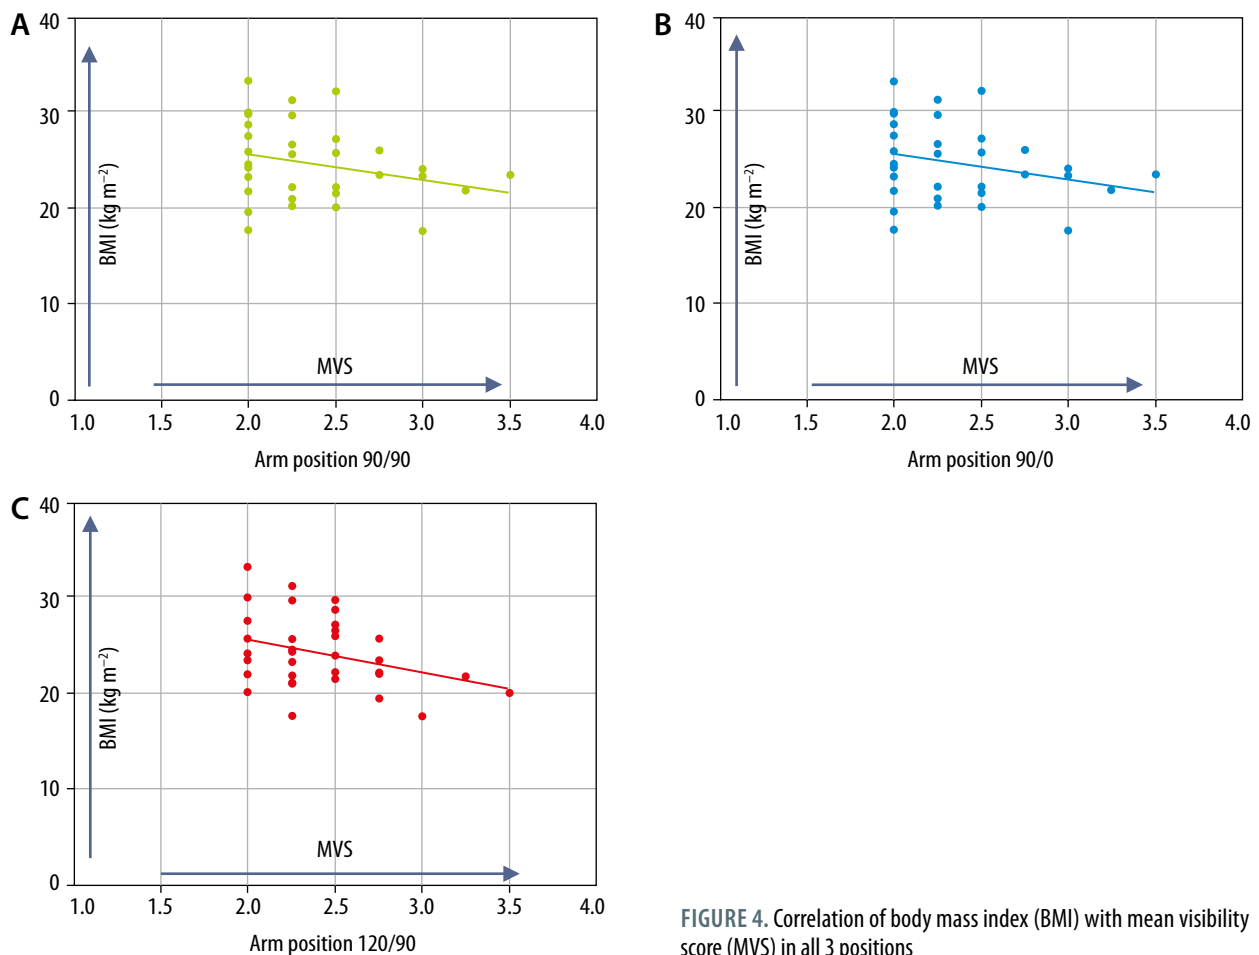 A
40
30
20
10
0
BMI (kg m⁻²)
MVS
1.0 1.5 2.0 2.5 3.0 3.5 4.0
Arm position 90/90
B
40
30
20
10
0
BMI (kg m⁻²)
MVS
1.0 1.5 2.0 2.5 3.0 3.5 4.0
Arm position 90/0
C
40
30
20
10
0
BMI (kg m⁻²)
MVS
1.0 1.5 2.0 2.5 3.0 3.5 4.0
Arm position 120/90
FIGURE 4. Correlation of body mass index (BMI) with mean visibility
score (MVS) in all 3 positions